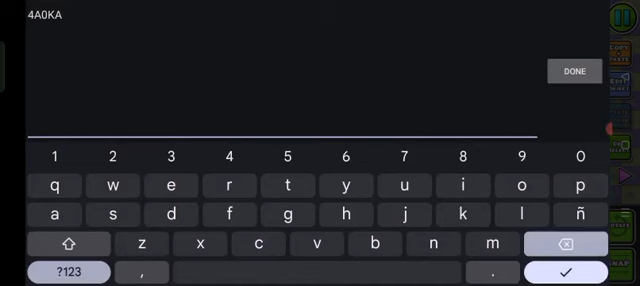 4A0KA
DONE
1 2 3 4 5 6 7 8 9 0
q w e r t y u i o p
a s d f g h j k l ñ
z x c v b n m
?123 , .